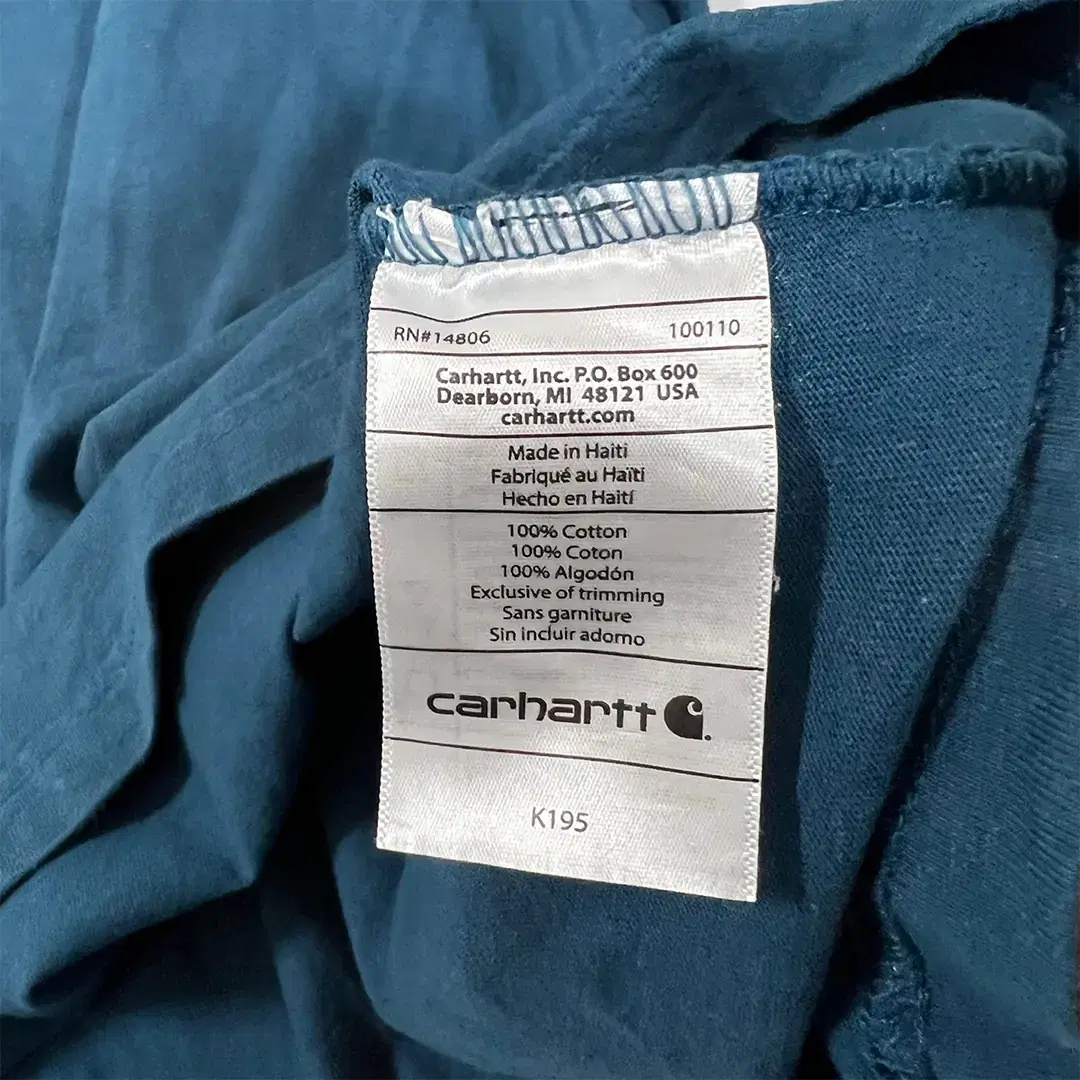 RN#14806 100110
Carhartt, Inc. P.O. Box 600
Dearborn, MI 48121 USA
carhartt.com
Made in Haiti
Fabriqué au Haïti
Hecho en Haití
100% Cotton
100% Coton
100% Algodón
Exclusive of trimming
Sans garniture
Sin incluir adorno
carhartt
K195